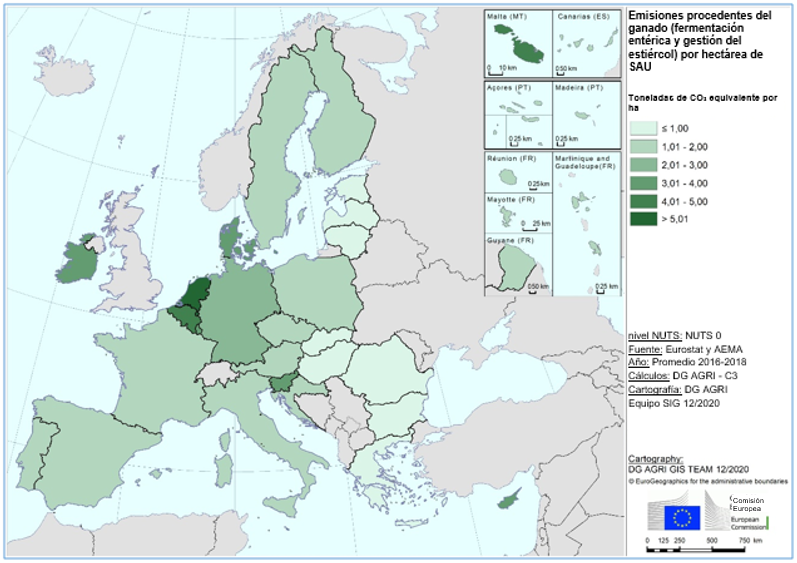 Malta (MT)
0 10 km
Canarias (ES)
0 50 km
Açores (PT)
0 25 km
Madeira (PT)
0 25 km
Réunion (FR)
0 25 km
Martinique and
Guadeloupe(FR)
Mayotte (FR)
0 25 km
Guyane (FR)
0 50 km
0 25 km
Emisiones procedentes del
ganado (fermentación
entérica y gestión del
estiércol) por hectárea de
SAU
Toneladas de CO₂ equivalente por
ha
≤ 1,00
1,01 - 2,00
2,01 - 3,00
3,01 - 4,00
4,01 - 5,00
> 5,01
nivel NUTS: NUTS 0
Fuente: Eurostat y AEMA
Año: Promedio 2016-2018
Cálculos: DG AGRI - C3
Cartografía: DG AGRI
Equipo SIG 12/2020
Cartography:
DG AGRI GIS TEAM 12/2020
© EuroGeographics for the administrative boundaries
Comisión
Europea
European
Commission
0 125 250 500 750 km